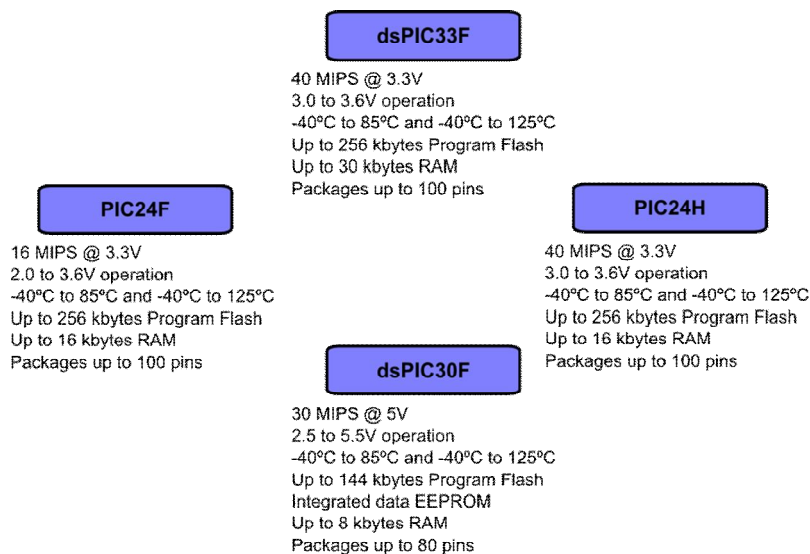 dsPIC33F
40 MIPS @ 3.3V
3.0 to 3.6V operation
-40ºC to 85ºC and -40ºC to 125ºC
Up to 256 kbytes Program Flash
Up to 30 kbytes RAM
Packages up to 100 pins
PIC24F
16 MIPS @ 3.3V
2.0 to 3.6V operation
-40ºC to 85ºC and -40ºC to 125ºC
Up to 256 kbytes Program Flash
Up to 16 kbytes RAM
Packages up to 100 pins
PIC24H
40 MIPS @ 3.3V
3.0 to 3.6V operation
-40ºC to 85ºC and -40ºC to 125ºC
Up to 256 kbytes Program Flash
Up to 16 kbytes RAM
Packages up to 100 pins
dsPIC30F
30 MIPS @ 5V
2.5 to 5.5V operation
-40ºC to 85ºC and -40ºC to 125ºC
Up to 144 kbytes Program Flash
Integrated data EEPROM
Up to 8 kbytes RAM
Packages up to 80 pins